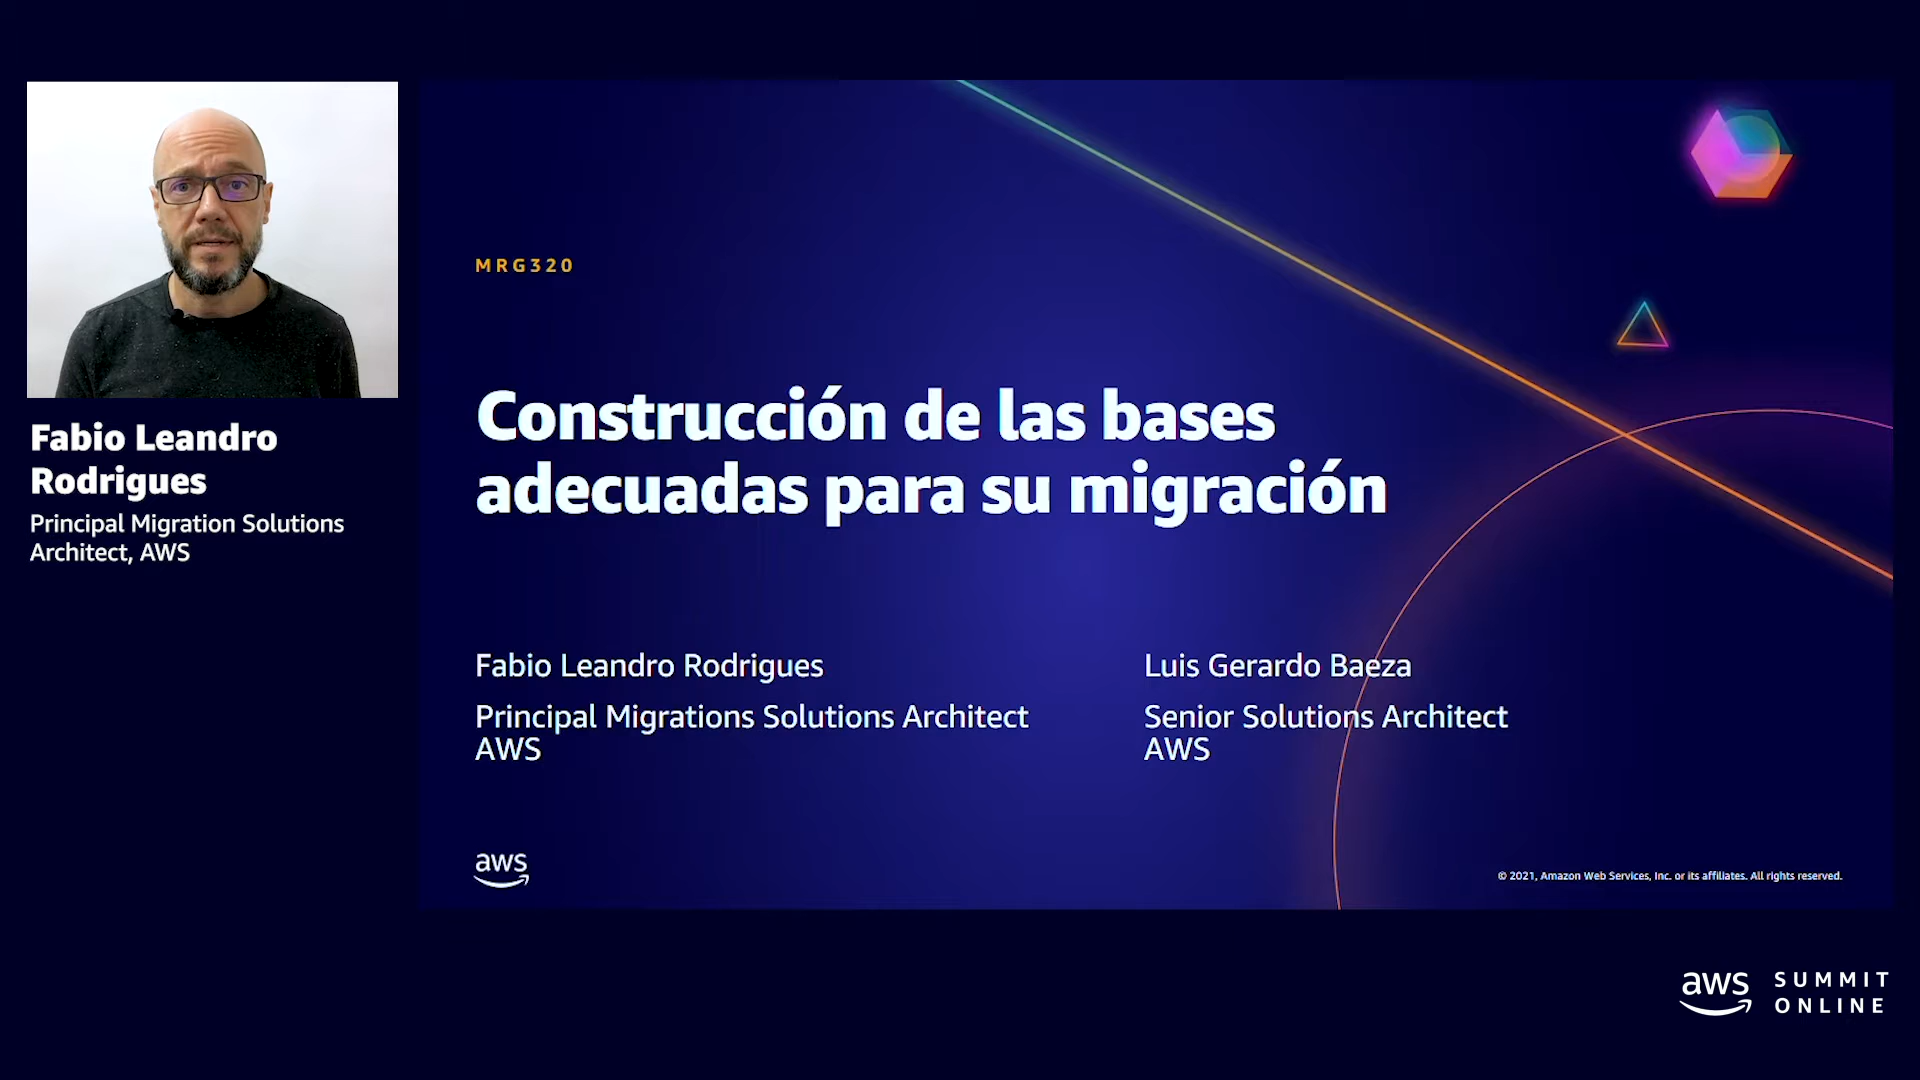 Fabio Leandro
Rodrigues
Principal Migration Solutions
Architect, AWS
MRG320
Construcción de las bases
adecuadas para su migración
Fabio Leandro Rodrigues
Principal Migrations Solutions Architect
AWS
Luis Gerardo Baeza
Senior Solutions Architect
AWS
aws
© 2021, Amazon Web Services, Inc. or its affiliates. All rights reserved.
aws SUMMIT
ONLINE